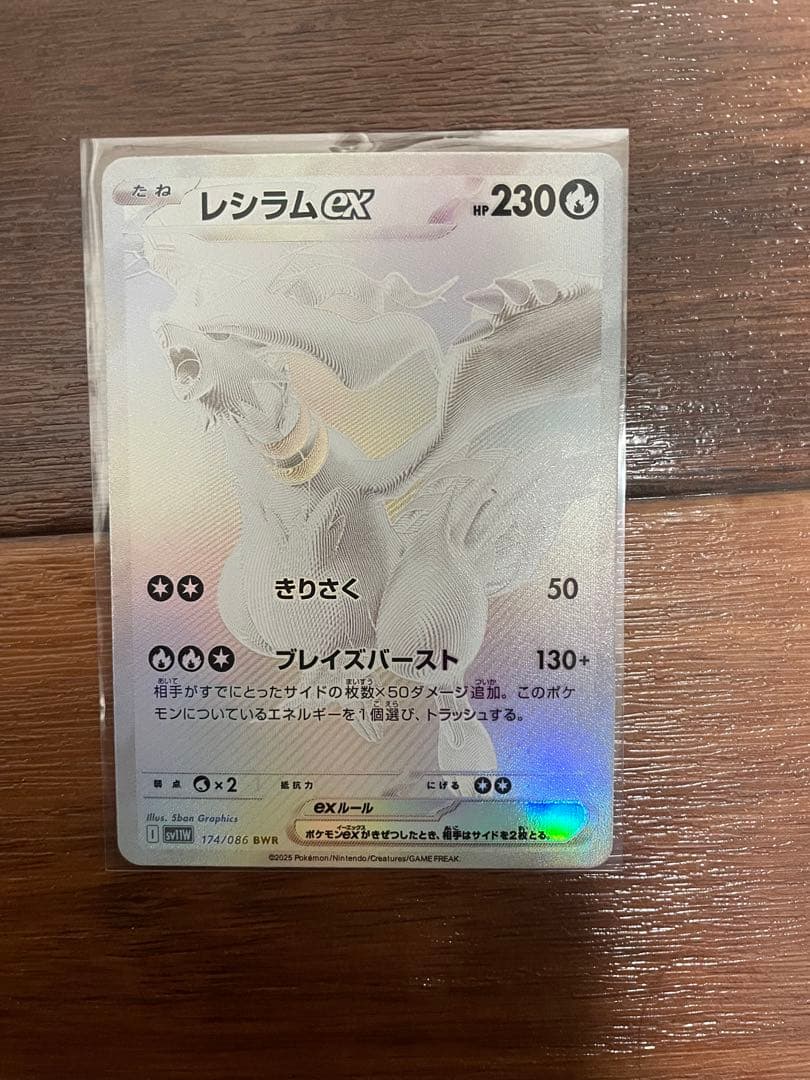 たね
レシラムex
HP230
きりさく 50
ブレイズバースト 130+
相手がすでにとったサイドの枚数×50ダメージ追加。このポケ
モンについているエネルギーを1個選び、トラッシュする。
弱点 ×2 抵抗力 にげる
exルール
ポケモンexがきぜつしたとき、相手はサイドを2枚とる。
Illus. 5ban Graphics
I sv11W 174/086 BWR
©2025 Pokémon/Nintendo/Creatures/GAME FREAK.